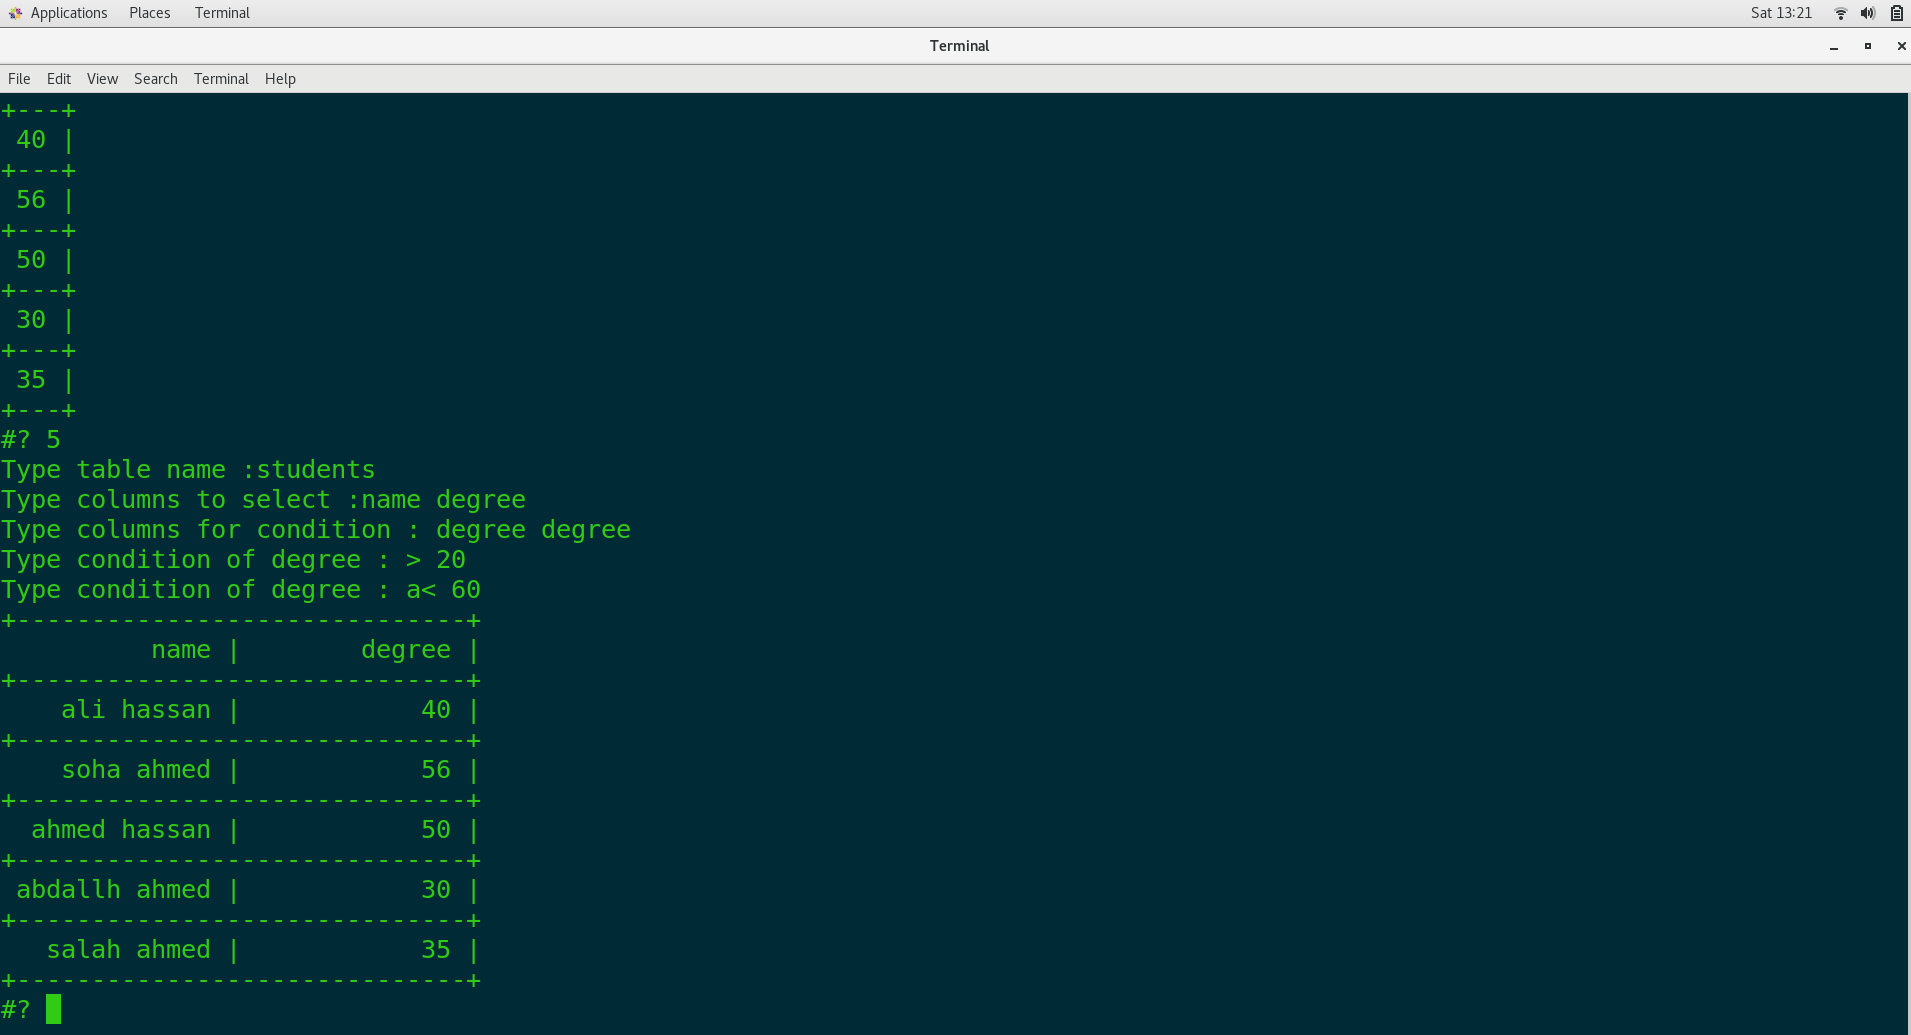 Applications Places Terminal Sat 13:21
Terminal
File Edit View Search Terminal Help
+---+
 40 |
+---+
 56 |
+---+
 50 |
+---+
 30 |
+---+
 35 |
+---+
#? 5
Type table name :students
Type columns to select :name degree
Type columns for condition : degree degree
Type condition of degree : > 20
Type condition of degree : a< 60
+------------------------------+
          name |        degree |
+------------------------------+
    ali hassan |            40 |
+------------------------------+
    soha ahmed |            56 |
+------------------------------+
  ahmed hassan |            50 |
+------------------------------+
 abdallh ahmed |            30 |
+------------------------------+
   salah ahmed |            35 |
+------------------------------+
#?